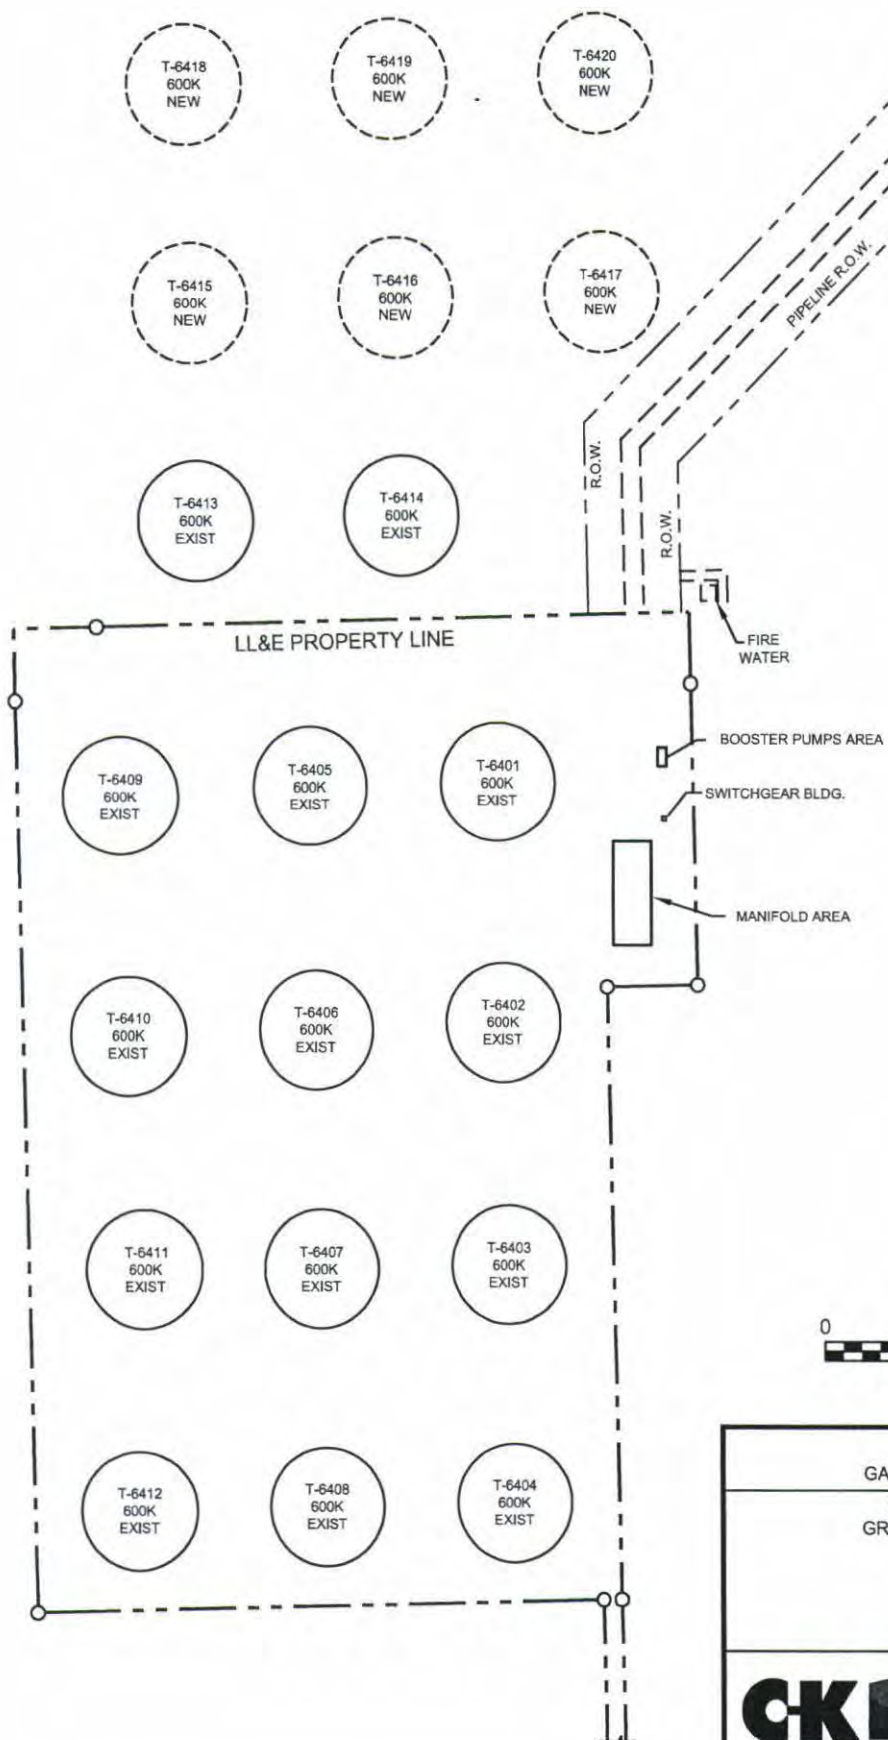 T-6418
600K
NEW
T-6419
600K
NEW
T-6420
600K
NEW
T-6415
600K
NEW
T-6416
600K
NEW
T-6417
600K
NEW
PIPELINE R.O.W.
T-6413
600K
EXIST
T-6414
600K
EXIST
R.O.W.
R.O.W.
FIRE
WATER
LL&E PROPERTY LINE
T-6409
600K
EXIST
T-6405
600K
EXIST
T-6401
600K
EXIST
BOOSTER PUMPS AREA
SWITCHGEAR BLDG.
MANIFOLD AREA
T-6410
600K
EXIST
T-6406
600K
EXIST
T-6402
600K
EXIST
T-6411
600K
EXIST
T-6407
600K
EXIST
T-6403
600K
EXIST
0
T-6412
600K
EXIST
T-6408
600K
EXIST
T-6404
600K
EXIST
GA
GR
C-K